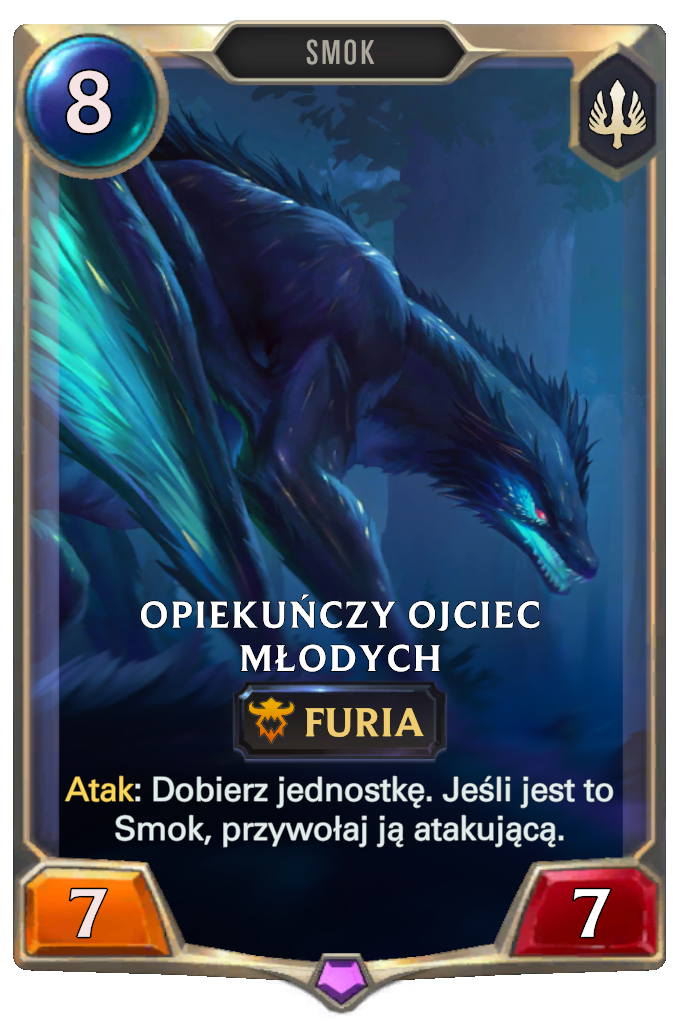 SMOK
8
OPIEKUŃCZY OJCIEC
MŁODYCH
FURIA
Atak: Dobierz jednostkę. Jeśli jest to
Smok, przywołaj ją atakującą.
7
7